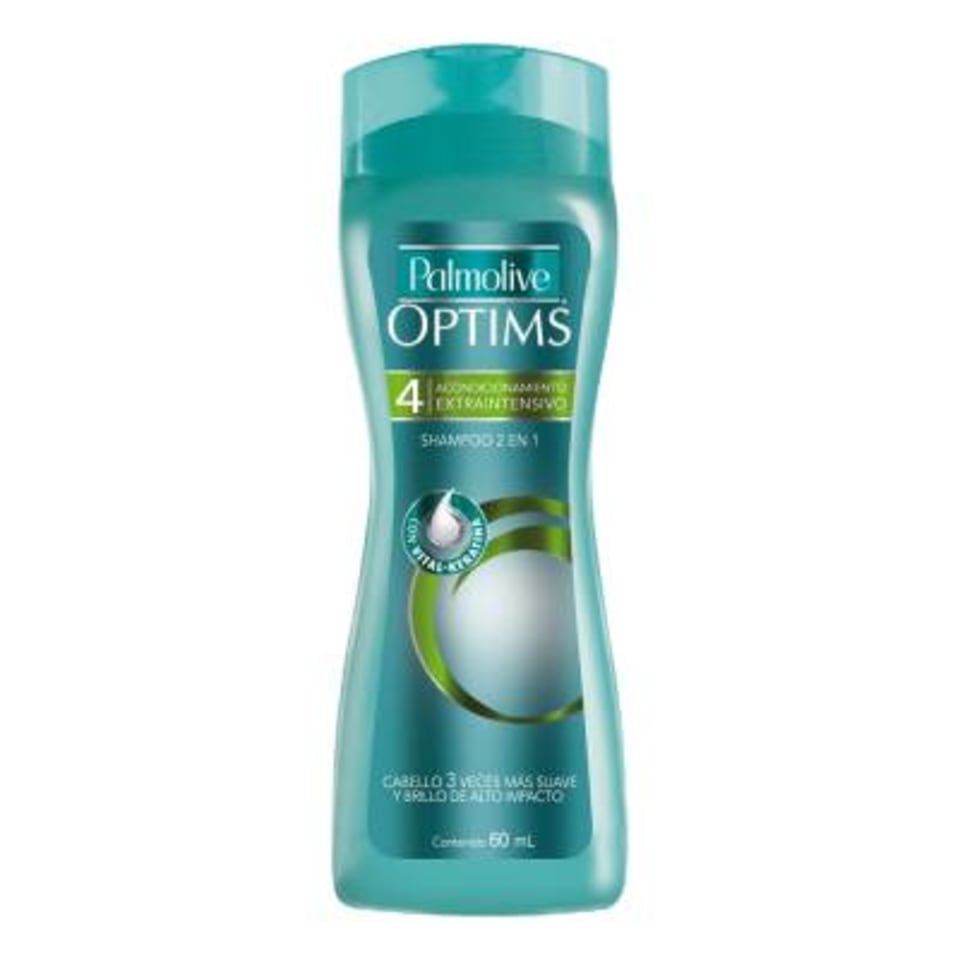 Palmolive
OPTIMS
4 ACONDICIONAMIENTO
EXTRAINTENSIVO
SHAMPOO 2 EN 1
CON VITAL-KERATINA
CABELLO 3 VECES MÁS SUAVE
Y BRILLO DE ALTO IMPACTO
Contenido 60 mL